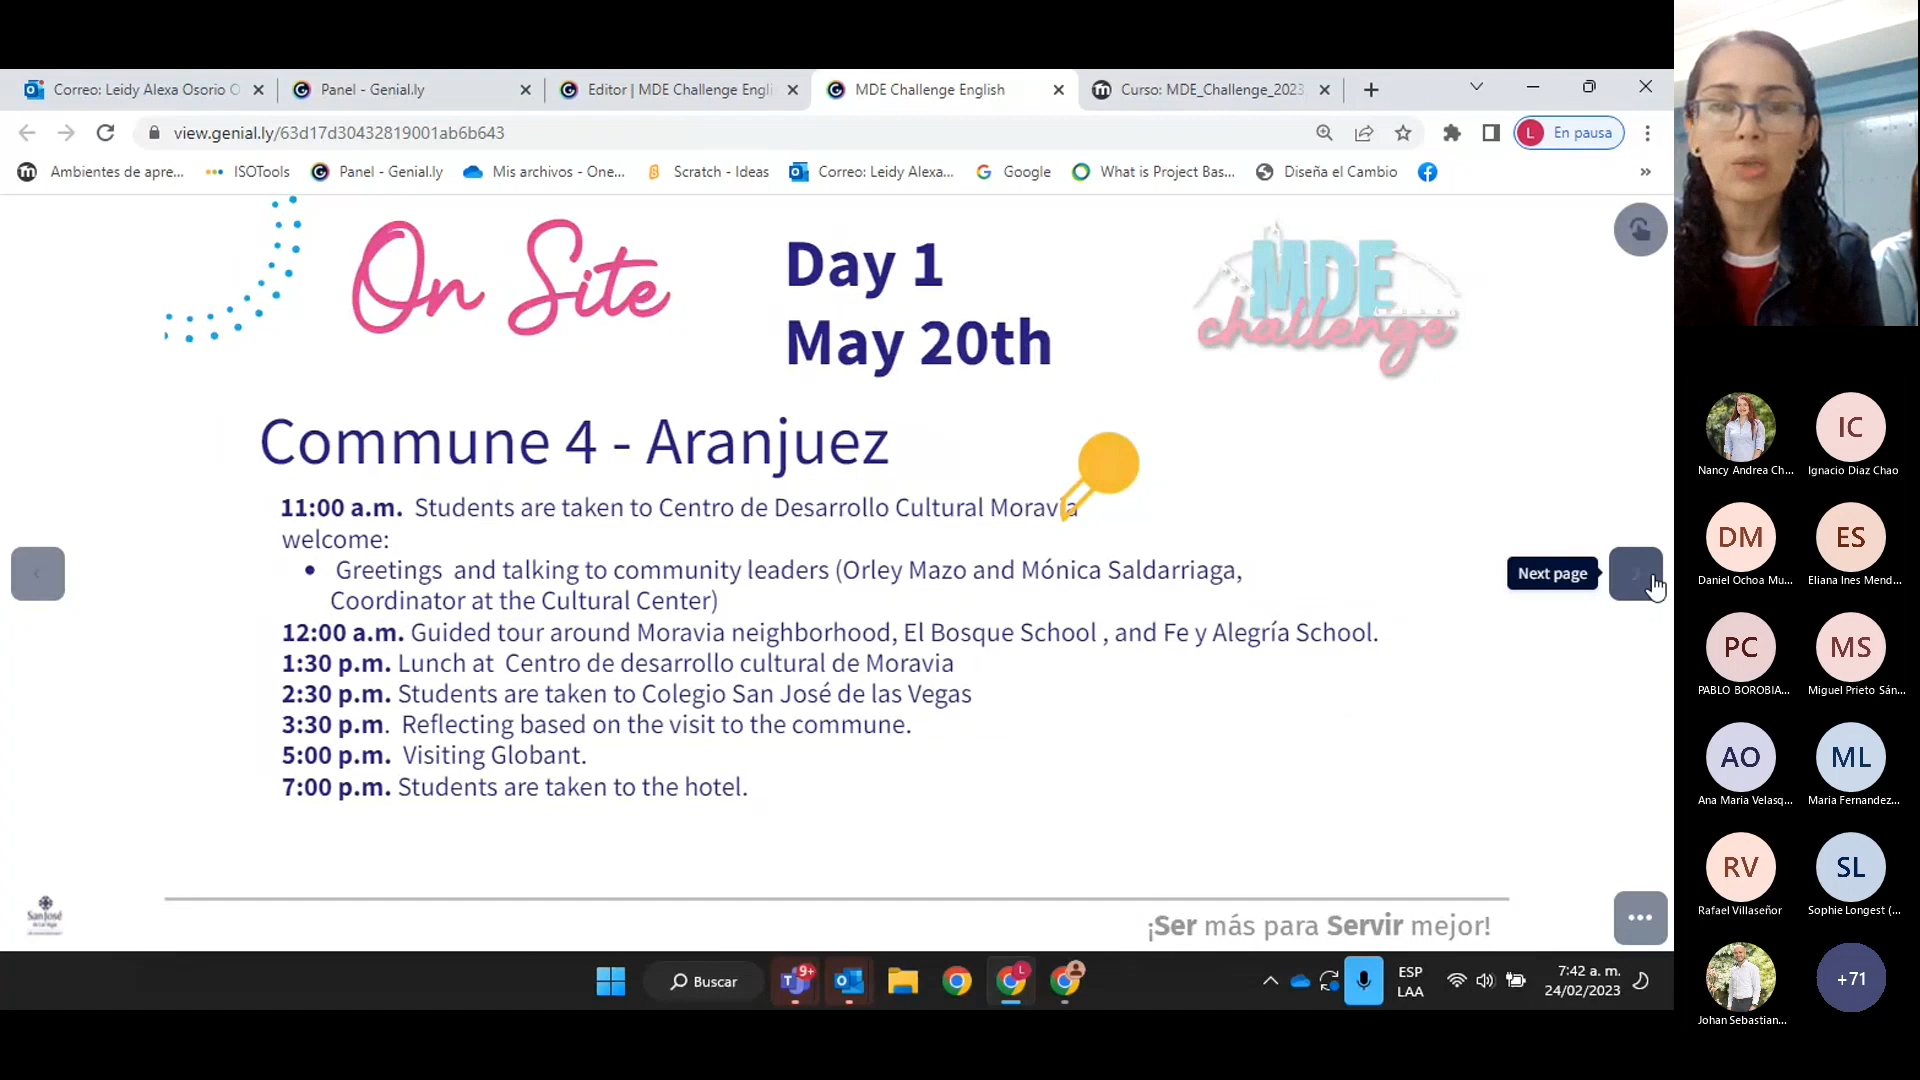 Correo: Leidy Alexa Osorio O
Panel - Genial.ly
Editor | MDE Challenge Engli
MDE Challenge English
Curso: MDE_Challenge_2023
view.genial.ly/63d17d30432819001ab6b643
L
En pausa
Ambientes de apre...
ISOTools
Panel - Genial.ly
Mis archivos - One...
Scratch - Ideas
Correo: Leidy Alexa...
Google
What is Project Bas...
Diseña el Cambio
»
On Site
Day 1
May 20th
MDE
challenge
Commune 4 - Aranjuez
11:00 a.m. Students are taken to Centro de Desarrollo Cultural Moravia
welcome:
• Greetings and talking to community leaders (Orley Mazo and Mónica Saldarriaga,
Coordinator at the Cultural Center)
12:00 a.m. Guided tour around Moravia neighborhood, El Bosque School , and Fe y Alegría School.
1:30 p.m. Lunch at Centro de desarrollo cultural de Moravia
2:30 p.m. Students are taken to Colegio San José de las Vegas
3:30 p.m. Reflecting based on the visit to the commune.
5:00 p.m. Visiting Globant.
7:00 p.m. Students are taken to the hotel.
Next page
San José
¡Ser más para Servir mejor!
Buscar
9+
L
ESP
LAA
7:42 a. m.
24/02/2023
Nancy Andrea Ch...
IC
Ignacio Diaz Chao
DM
Daniel Ochoa Mu...
ES
Eliana Ines Mend...
PC
PABLO BOROBIA...
MS
Miguel Prieto Sán...
AO
Ana Maria Velasq...
ML
Maria Fernandez...
RV
Rafael Villaseñor
SL
Sophie Longest (...
Johan Sebastian...
+71